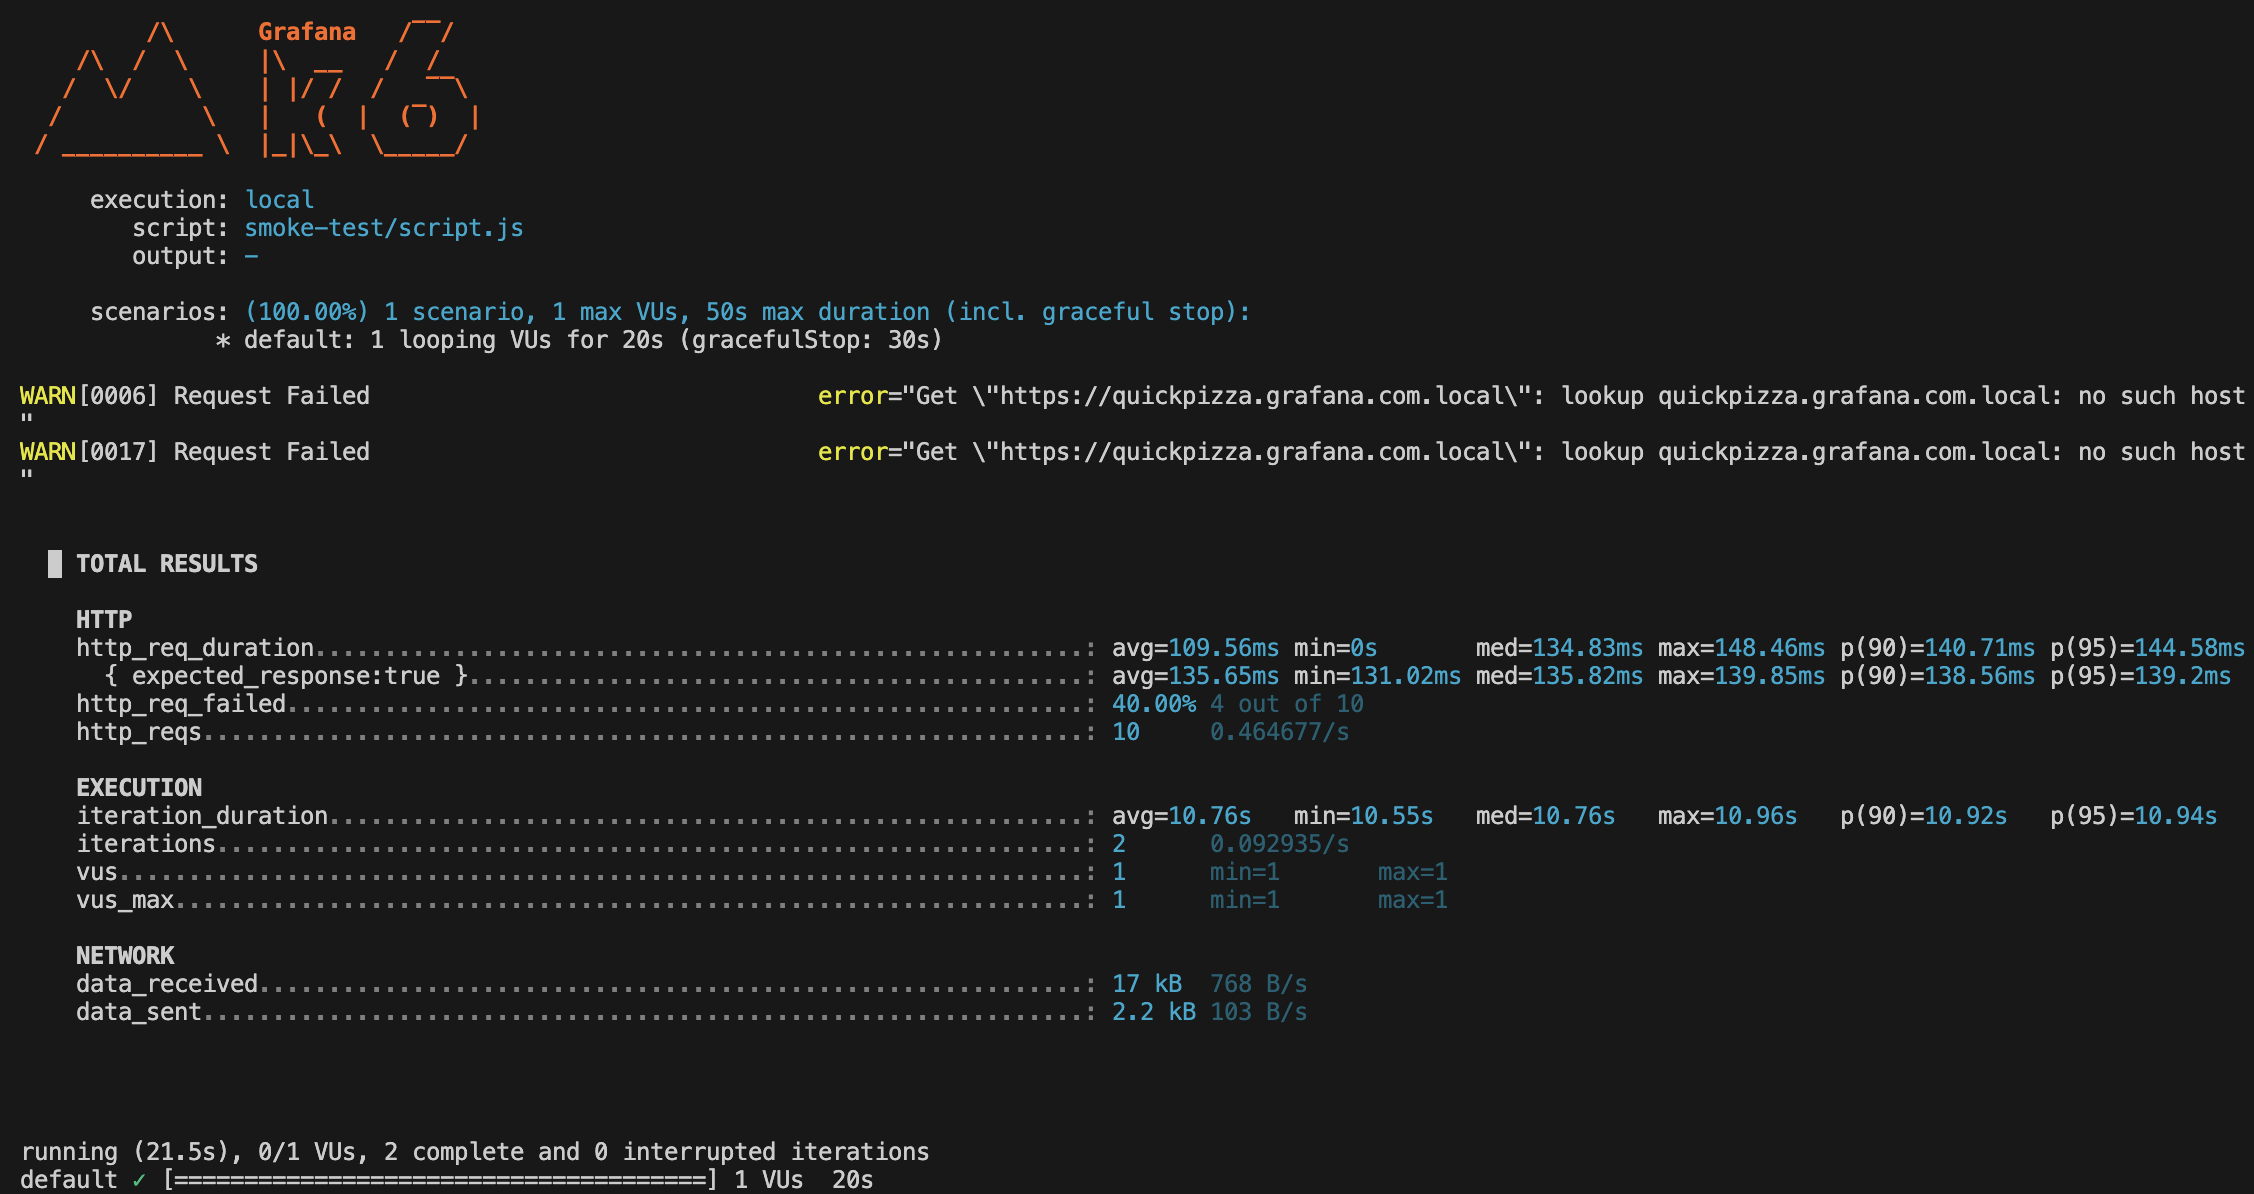 /\      Grafana   /‾‾/
    /\  /  \     |\  __   /  /
   /  \/    \    | |/ /  /   ‾‾\
  /          \   |   (  |  (‾)  |
 / __________ \  |_|\_\  \_____/
execution: local
script: smoke-test/script.js
output: -
scenarios: (100.00%) 1 scenario, 1 max VUs, 50s max duration (incl. graceful stop):
* default: 1 looping VUs for 20s (gracefulStop: 30s)
WARN[0006] Request Failed                                error="Get \"https://quickpizza.grafana.com.local\": lookup quickpizza.grafana.com.local: no such host
"
WARN[0017] Request Failed                                error="Get \"https://quickpizza.grafana.com.local\": lookup quickpizza.grafana.com.local: no such host
"
█ TOTAL RESULTS
HTTP
http_req_duration.......................................................: avg=109.56ms min=0s       med=134.83ms max=148.46ms p(90)=140.71ms p(95)=144.58ms
{ expected_response:true }............................................: avg=135.65ms min=131.02ms med=135.82ms max=139.85ms p(90)=138.56ms p(95)=139.2ms
http_req_failed.........................................................: 40.00% 4 out of 10
http_reqs...............................................................: 10     0.464677/s
EXECUTION
iteration_duration......................................................: avg=10.76s   min=10.55s   med=10.76s   max=10.96s   p(90)=10.92s   p(95)=10.94s
iterations..............................................................: 2      0.092935/s
vus.....................................................................: 1      min=1       max=1
vus_max.................................................................: 1      min=1       max=1
NETWORK
data_received...........................................................: 17 kB  768 B/s
data_sent...............................................................: 2.2 kB 103 B/s
running (21.5s), 0/1 VUs, 2 complete and 0 interrupted iterations
default ✓ [======================================] 1 VUs  20s